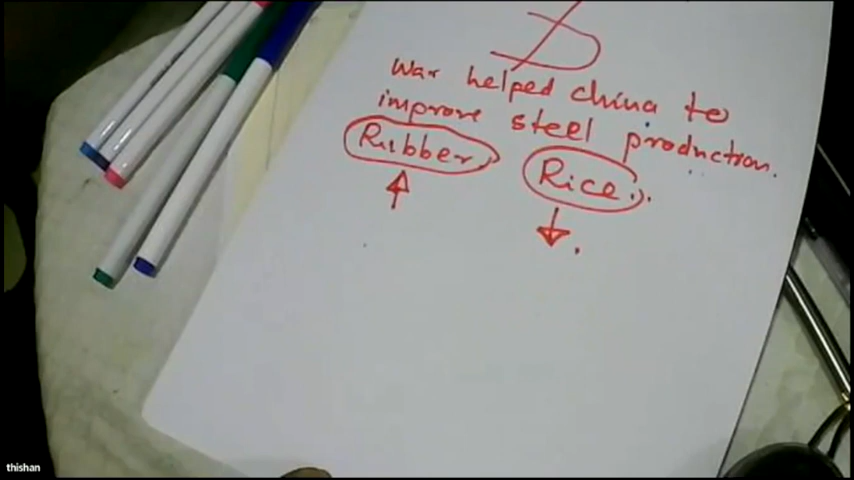 War helped china to
improve steel production.
Rubber Rice.
thishan